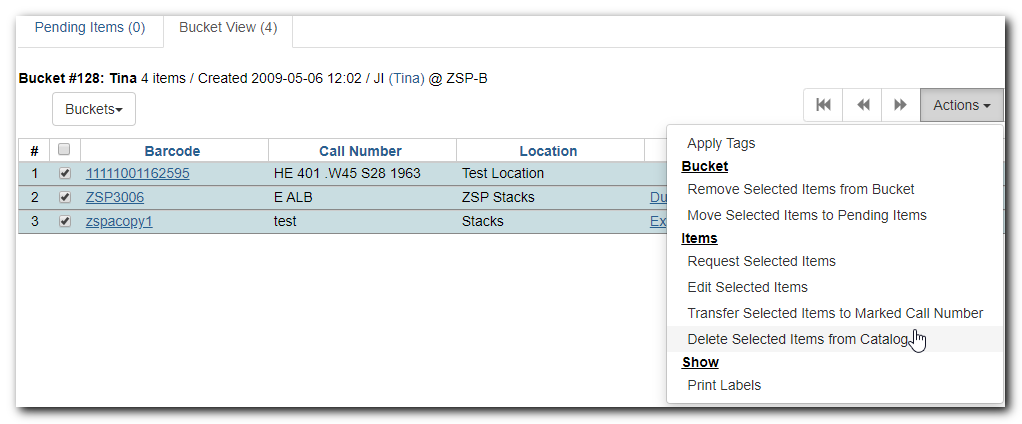 Pending Items (0) Bucket View (4)
Bucket #128: Tina 4 items / Created 2009-05-06 12:02 / JI (Tina) @ ZSP-B
Buckets Actions
# Barcode Call Number Location
1 11111001162595 HE 401 .W45 S28 1963 Test Location
2 ZSP3006 E ALB ZSP Stacks Du
3 zspacopy1 test Stacks Ex
Apply Tags
Bucket
Remove Selected Items from Bucket
Move Selected Items to Pending Items
Items
Request Selected Items
Edit Selected Items
Transfer Selected Items to Marked Call Number
Delete Selected Items from Catalog
Show
Print Labels